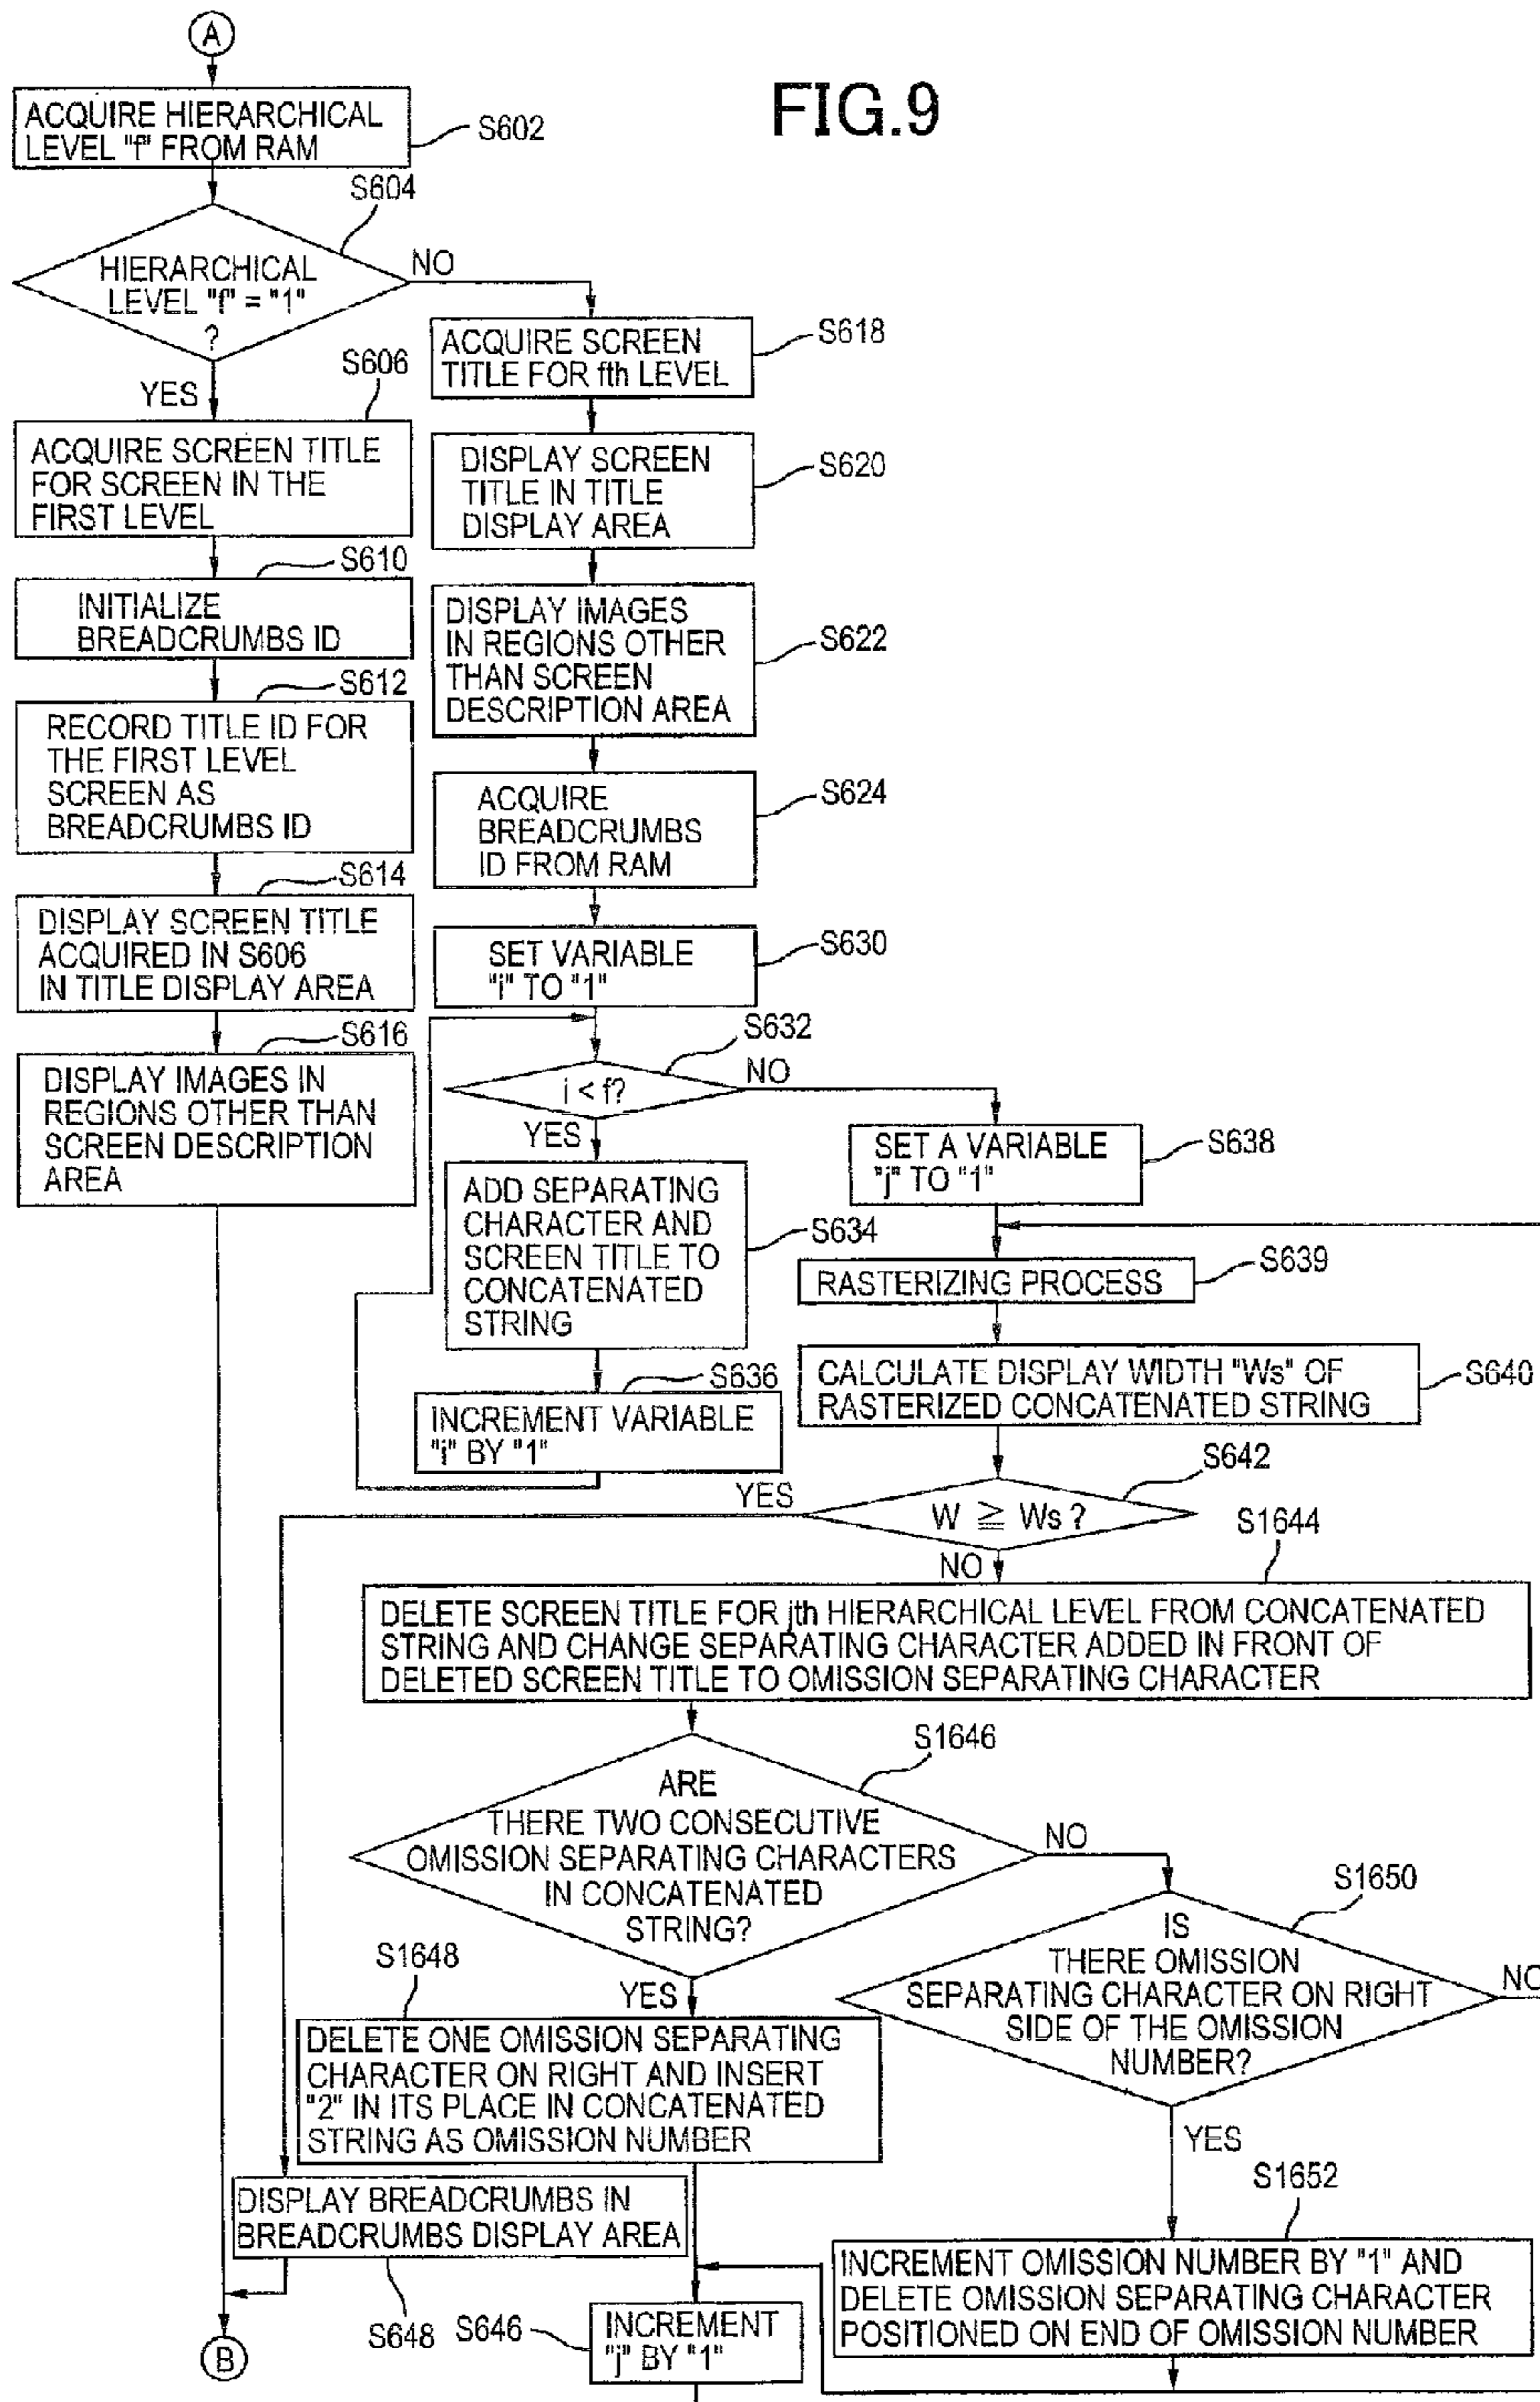 FIG.9
A
ACQUIRE HIERARCHICAL
LEVEL "f" FROM RAM
S602
S604
HIERARCHICAL
LEVEL "f" = "1"
?
NO
YES
S606
ACQUIRE SCREEN TITLE
FOR SCREEN IN THE
FIRST LEVEL
S610
INITIALIZE
BREADCRUMBS ID
S612
RECORD TITLE ID FOR
THE FIRST LEVEL
SCREEN AS
BREADCRUMBS ID
S614
DISPLAY SCREEN TITLE
ACQUIRED IN S606
IN TITLE DISPLAY AREA
S616
DISPLAY IMAGES IN
REGIONS OTHER THAN
SCREEN DESCRIPTION
AREA
ACQUIRE SCREEN
TITLE FOR fth LEVEL
S618
DISPLAY SCREEN
TITLE IN TITLE
DISPLAY AREA
S620
DISPLAY IMAGES
IN REGIONS OTHER
THAN SCREEN
DESCRIPTION AREA
S622
ACQUIRE
BREADCRUMBS
ID FROM RAM
S624
SET VARIABLE
"i" TO "1"
S630
S632
i < f?
NO
YES
ADD SEPARATING
CHARACTER AND
SCREEN TITLE TO
CONCATENATED
STRING
S634
S636
INCREMENT VARIABLE
"i" BY "1"
SET A VARIABLE
"j" TO "1"
S638
RASTERIZING PROCESS
S639
CALCULATE DISPLAY WIDTH "Ws" OF
RASTERIZED CONCATENATED STRING
S640
S642
YES
W ≧ Ws ?
NO
S1644
DELETE SCREEN TITLE FOR jth HIERARCHICAL LEVEL FROM CONCATENATED
STRING AND CHANGE SEPARATING CHARACTER ADDED IN FRONT OF
DELETED SCREEN TITLE TO OMISSION SEPARATING CHARACTER
S1646
ARE
THERE TWO CONSECUTIVE
OMISSION SEPARATING CHARACTERS
IN CONCATENATED
STRING?
NO
YES
S1648
DELETE ONE OMISSION SEPARATING
CHARACTER ON RIGHT AND INSERT
"2" IN ITS PLACE IN CONCATENATED
STRING AS OMISSION NUMBER
S1650
IS
THERE OMISSION
SEPARATING CHARACTER ON RIGHT
SIDE OF THE OMISSION
NUMBER?
NO
YES
S1652
INCREMENT OMISSION NUMBER BY "1" AND
DELETE OMISSION SEPARATING CHARACTER
POSITIONED ON END OF OMISSION NUMBER
DISPLAY BREADCRUMBS IN
BREADCRUMBS DISPLAY AREA
S648
S646
INCREMENT
"j" BY "1"
B